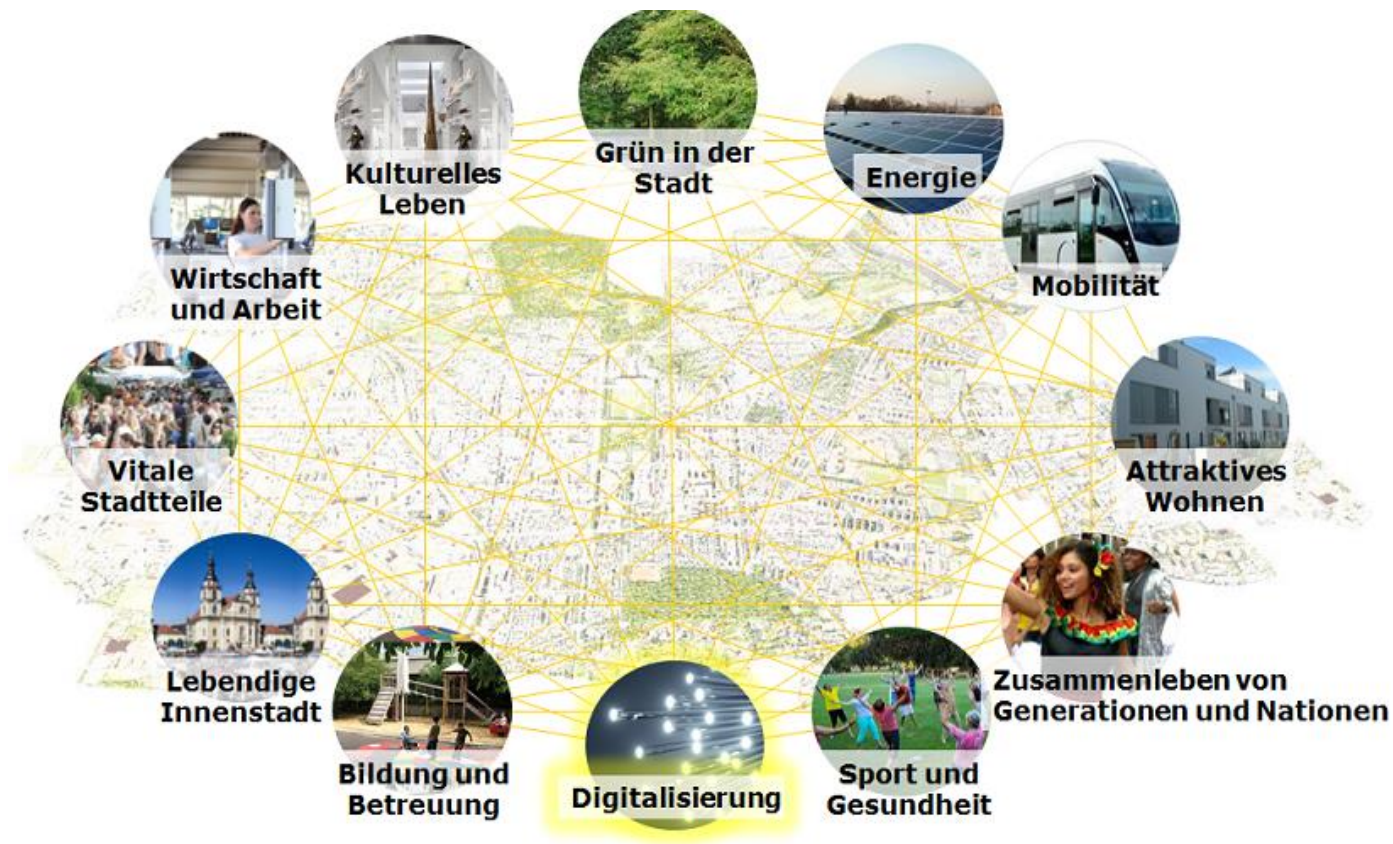 Grün in der
Stadt
Energie
Kulturelles
Leben
Mobilität
Wirtschaft
und Arbeit
Vitale
Stadtteile
Attraktives
Wohnen
Lebendige
Innenstadt
Zusammenleben von
Generationen und Nationen
Bildung und
Betreuung
Digitalisierung
Sport und
Gesundheit